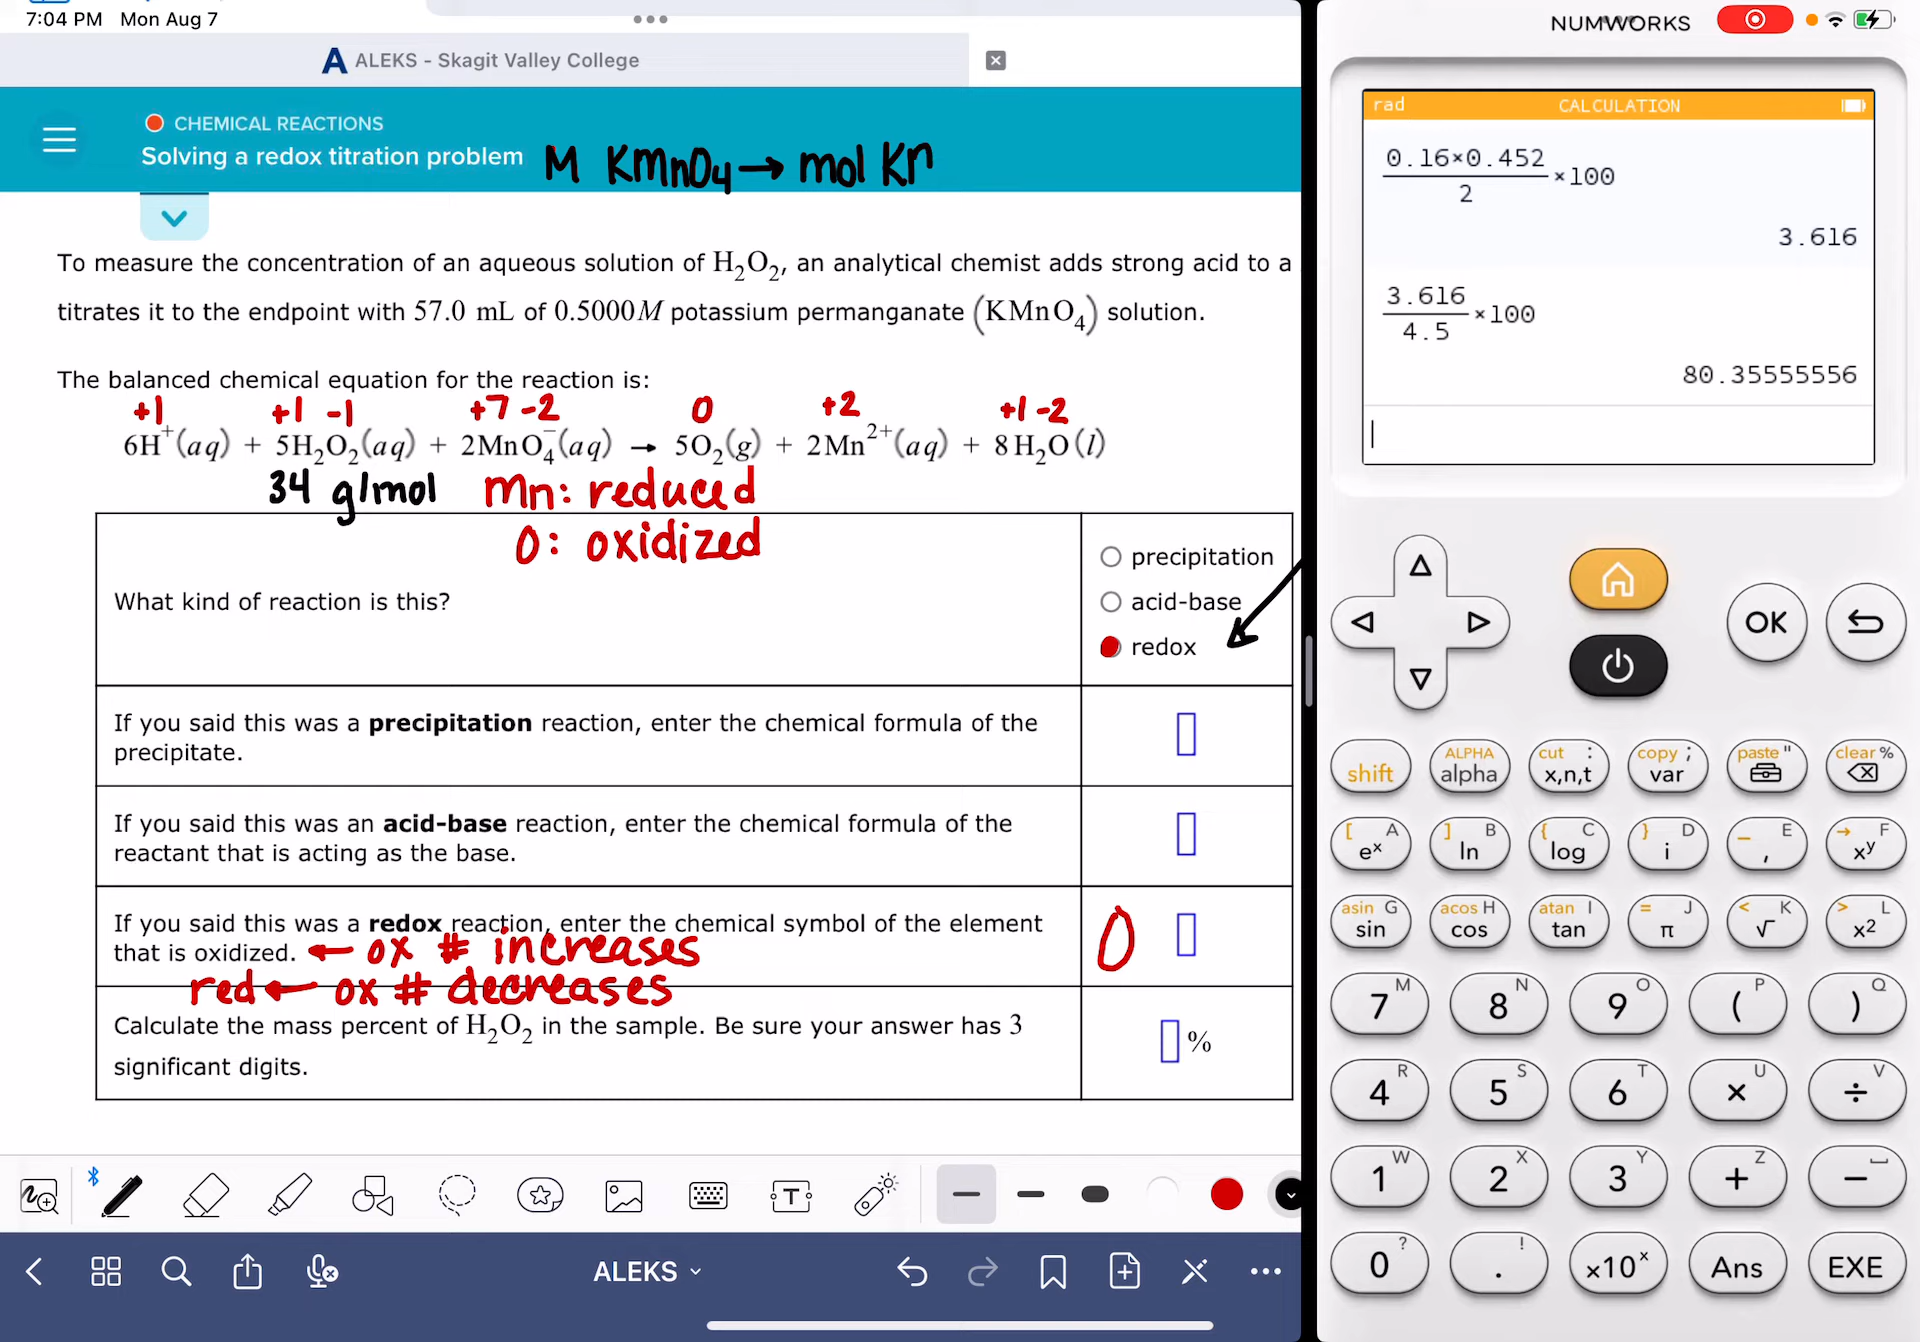 7:04 PM Mon Aug 7
A ALEKS - Skagit Valley College
CHEMICAL REACTIONS
Solving a redox titration problem
M KMnO4 → mol Kr
To measure the concentration of an aqueous solution of H₂O₂, an analytical chemist adds strong acid to a
titrates it to the endpoint with 57.0 mL of 0.5000 M potassium permanganate (KMnO₄) solution.
The balanced chemical equation for the reaction is:
+1 +1 -1 +7 -2 0 +2 +1 -2
6H⁺(aq) + 5H₂O₂(aq) + 2MnO₄⁻(aq) → 5O₂(g) + 2Mn²⁺(aq) + 8H₂O(l)
34 g/mol Mn: reduced
O: oxidized
What kind of reaction is this?
precipitation
acid-base
redox
If you said this was a precipitation reaction, enter the chemical formula of the
precipitate.
If you said this was an acid-base reaction, enter the chemical formula of the
reactant that is acting as the base.
If you said this was a redox reaction, enter the chemical symbol of the element
that is oxidized. ← ox # increases
O
red ← ox # decreases
Calculate the mass percent of H₂O₂ in the sample. Be sure your answer has 3
significant digits.
%
T
ALEKS
NUMWORKS
rad CALCULATION
0.16×0.452
2
×100
3.616
3.616
4.5
×100
80.35555556
OK
shift
ALPHA alpha
cut : x,n,t
copy ; var
paste "
clear %
[ A eˣ
] B ln
{ C log
} D i
_ E ,
→ F xʸ
asin G sin
acos H cos
atan I tan
= J π
< K √
> L x²
7 M
8 N
9 O
( P
) Q
4 R
5 S
6 T
× U
÷ V
1 W
2 X
3 Y
+ Z
−
0 ?
. !
×10ˣ
Ans
EXE